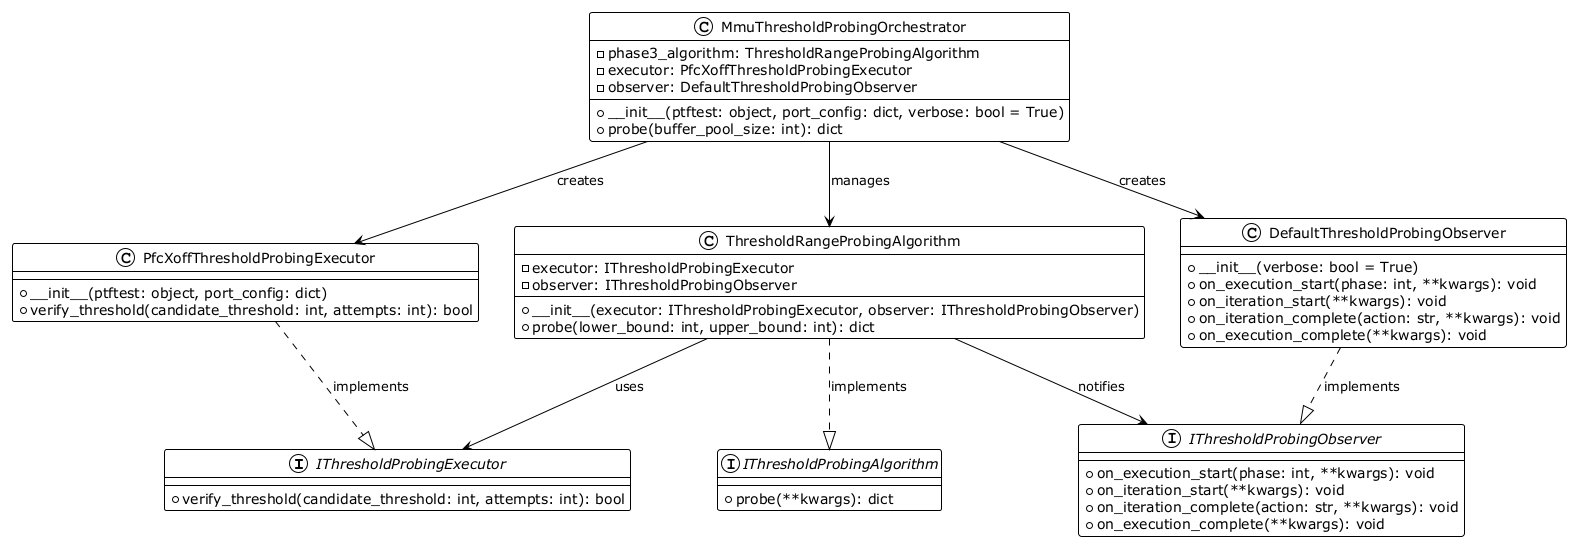 C MmuThresholdProbingOrchestrator
phase3_algorithm: ThresholdRangeProbingAlgorithm
executor: PfcXoffThresholdProbingExecutor
observer: DefaultThresholdProbingObserver
__init__(ptftest: object, port_config: dict, verbose: bool = True)
probe(buffer_pool_size: int): dict
creates
manages
creates
C PfcXoffThresholdProbingExecutor
__init__(ptftest: object, port_config: dict)
verify_threshold(candidate_threshold: int, attempts: int): bool
C ThresholdRangeProbingAlgorithm
executor: IThresholdProbingExecutor
observer: IThresholdProbingObserver
__init__(executor: IThresholdProbingExecutor, observer: IThresholdProbingObserver)
probe(lower_bound: int, upper_bound: int): dict
C DefaultThresholdProbingObserver
__init__(verbose: bool = True)
on_execution_start(phase: int, **kwargs): void
on_iteration_start(**kwargs): void
on_iteration_complete(action: str, **kwargs): void
on_execution_complete(**kwargs): void
implements
uses
implements
notifies
implements
I IThresholdProbingExecutor
verify_threshold(candidate_threshold: int, attempts: int): bool
I IThresholdProbingAlgorithm
probe(**kwargs): dict
I IThresholdProbingObserver
on_execution_start(phase: int, **kwargs): void
on_iteration_start(**kwargs): void
on_iteration_complete(action: str, **kwargs): void
on_execution_complete(**kwargs): void